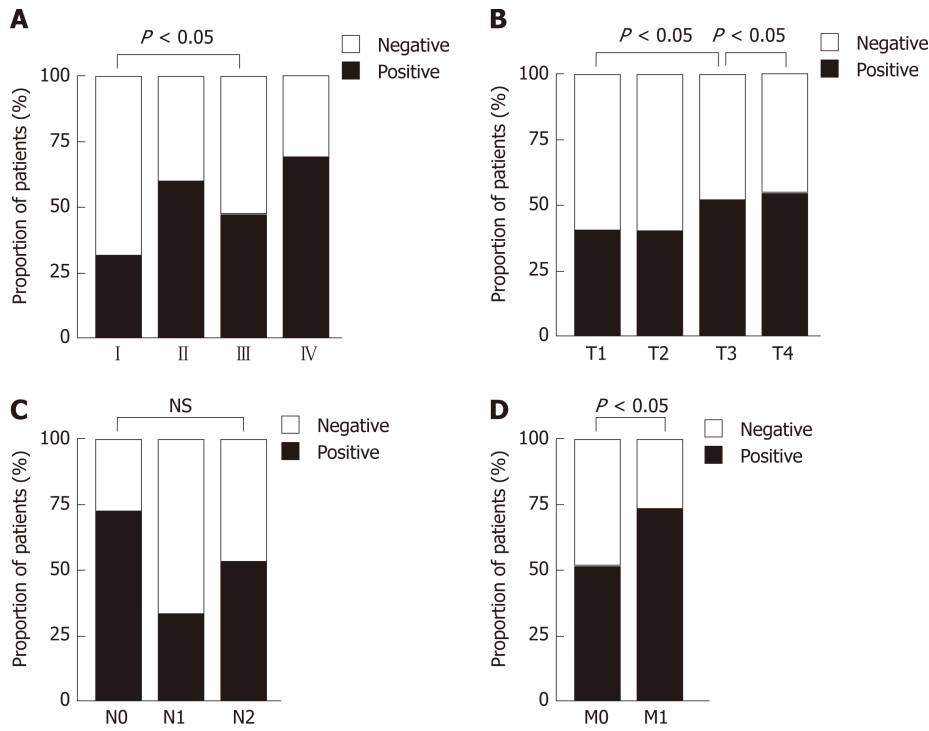 A
P < 0.05
Negative
Positive
Proportion of patients (%)
100
75
50
25
0
I II III IV
B
P < 0.05 P < 0.05
Negative
Positive
Proportion of patients (%)
100
75
50
25
0
T1 T2 T3 T4
C
NS
Negative
Positive
Proportion of patients (%)
100
75
50
25
0
N0 N1 N2
D
P < 0.05
Negative
Positive
Proportion of patients (%)
100
75
50
25
0
M0 M1